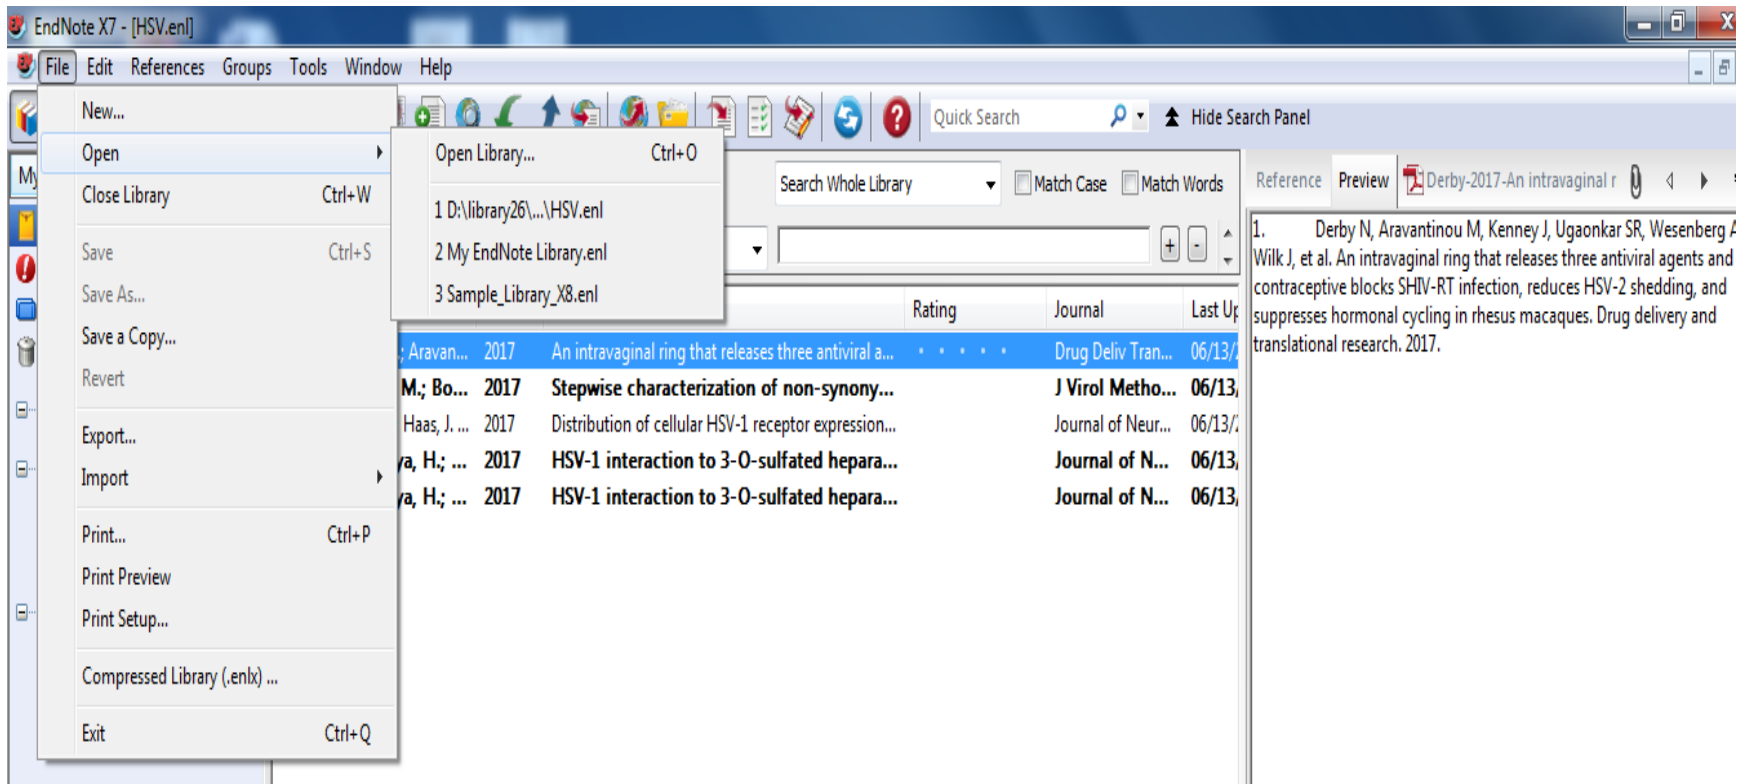 EndNote X7 - [HSV.enl]
File Edit References Groups Tools Window Help
Quick Search Hide Search Panel
My
New...
Open
Close Library Ctrl+W
Save Ctrl+S
Save As...
Save a Copy...
Revert
Export...
Import
Print... Ctrl+P
Print Preview
Print Setup...
Compressed Library (.enlx) ...
Exit Ctrl+Q
Open Library... Ctrl+O
1 D:\library26\...\HSV.enl
2 My EndNote Library.enl
3 Sample_Library_X8.enl
Search Whole Library Match Case Match Words
+ -
Rating Journal Last Up
; Aravan... 2017 An intravaginal ring that releases three antiviral a... Drug Deliv Tran... 06/13/
M.; Bo... 2017 Stepwise characterization of non-synony... J Virol Metho... 06/13/
Haas, J. ... 2017 Distribution of cellular HSV-1 receptor expression... Journal of Neur... 06/13/
ya, H.; ... 2017 HSV-1 interaction to 3-O-sulfated hepara... Journal of N... 06/13/
ya, H.; ... 2017 HSV-1 interaction to 3-O-sulfated hepara... Journal of N... 06/13/
Reference Preview Derby-2017-An intravaginal r
1. Derby N, Aravantinou M, Kenney J, Ugaonkar SR, Wesenberg A
Wilk J, et al. An intravaginal ring that releases three antiviral agents and
contraceptive blocks SHIV-RT infection, reduces HSV-2 shedding, and
suppresses hormonal cycling in rhesus macaques. Drug delivery and
translational research. 2017.